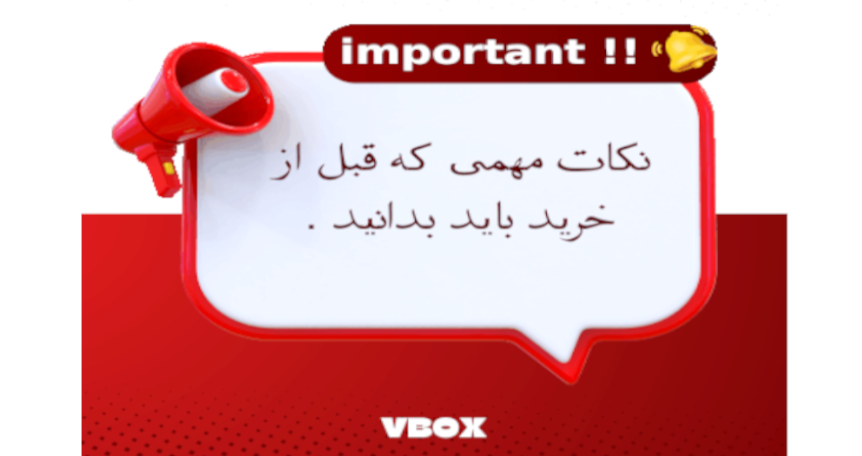 important !!
نکات مهمی که قبل از
خرید باید بدانید .
VBOX